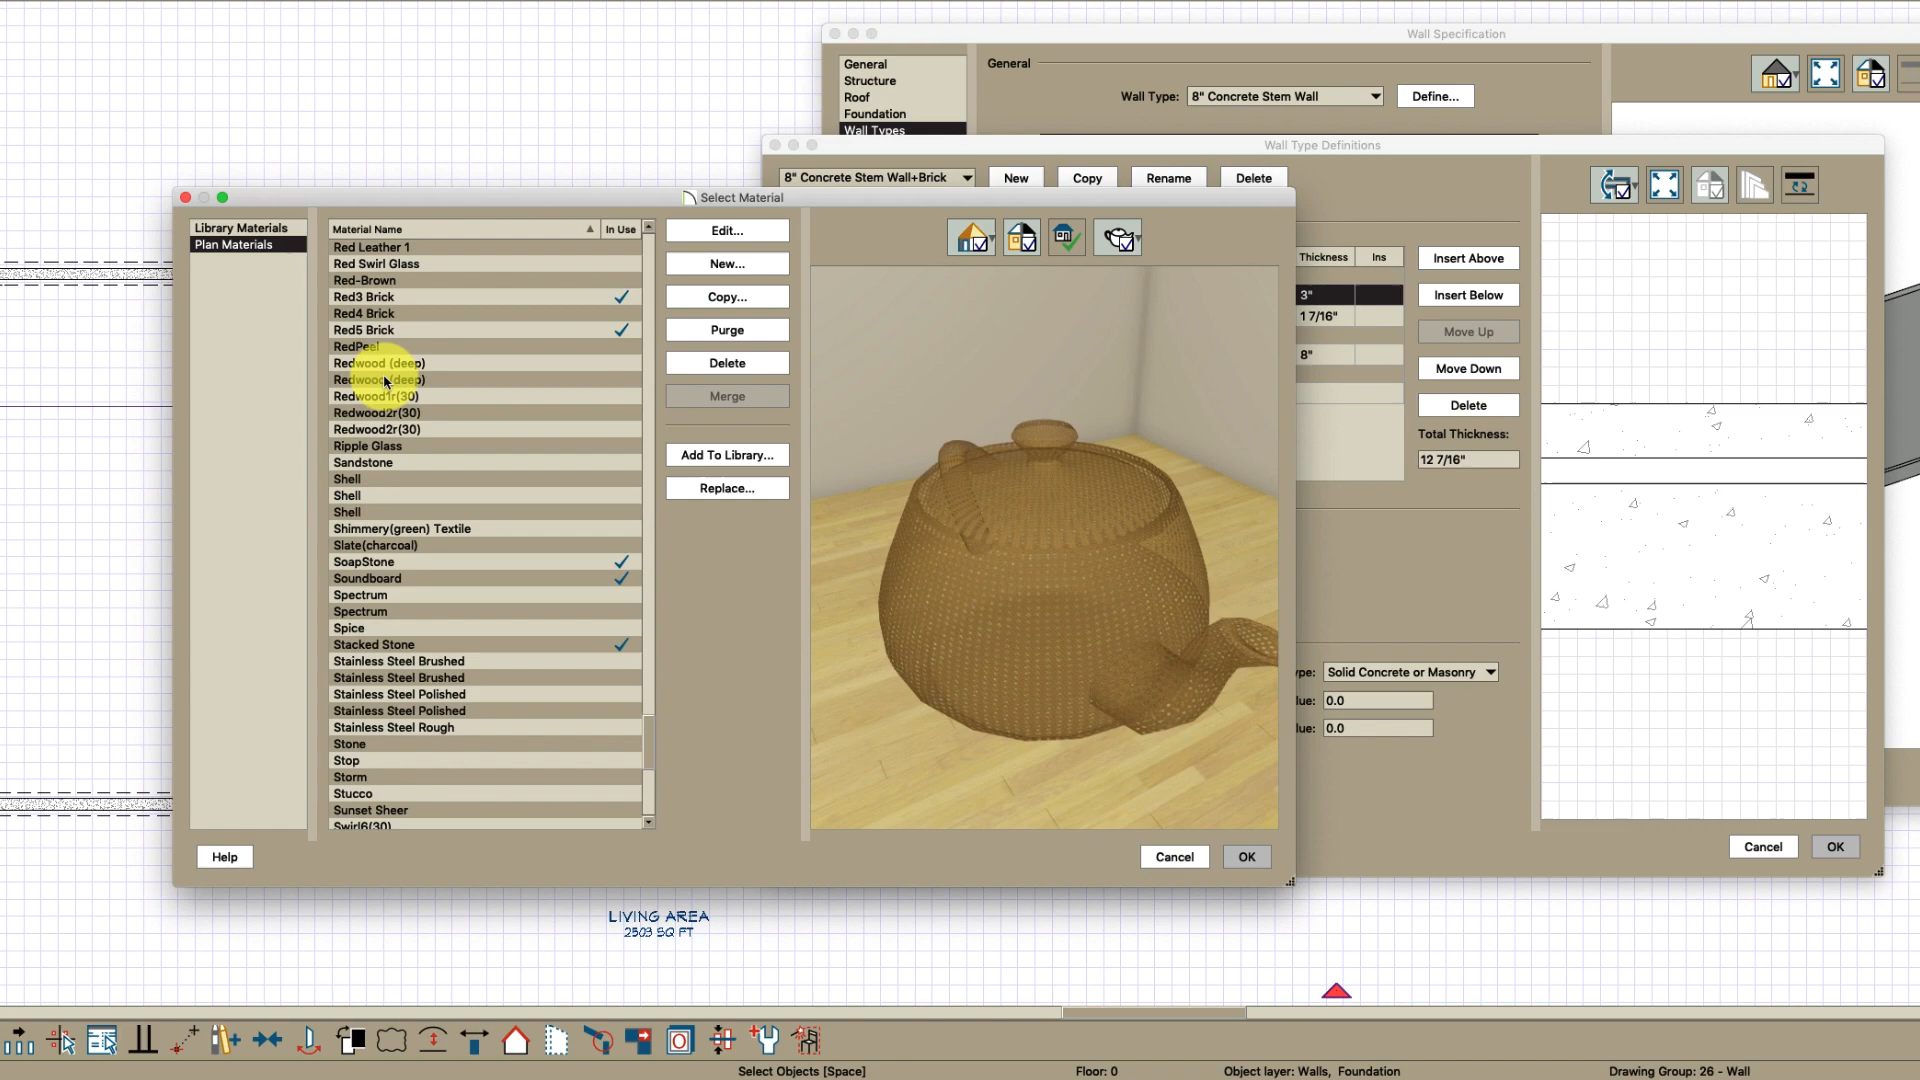 Wall Specification
General
Structure
Roof
Foundation
Wall Types
General
Wall Type:
8" Concrete Stem Wall
Define...
Wall Type Definitions
8" Concrete Stem Wall+Brick
New
Copy
Rename
Delete
Select Material
Library Materials
Plan Materials
Material Name
In Use
Red Leather 1
Red Swirl Glass
Red-Brown
Red3 Brick
Red4 Brick
Red5 Brick
RedPeel
Redwood (deep)
Redwood (deep)
Redwood1r(30)
Redwood2r(30)
Redwood2r(30)
Ripple Glass
Sandstone
Shell
Shell
Shell
Shimmery(green) Textile
Slate(charcoal)
SoapStone
Soundboard
Spectrum
Spectrum
Spice
Stacked Stone
Stainless Steel Brushed
Stainless Steel Brushed
Stainless Steel Polished
Stainless Steel Polished
Stainless Steel Rough
Stone
Stop
Storm
Stucco
Sunset Sheer
Swirl6(30)
Edit...
New...
Copy...
Purge
Delete
Merge
Add To Library...
Replace...
Help
Cancel
OK
Thickness
Ins
3"
1 7/16"
8"
Insert Above
Insert Below
Move Up
Move Down
Delete
Total Thickness:
12 7/16"
ype:
Solid Concrete or Masonry
lue:
0.0
lue:
0.0
Cancel
OK
LIVING AREA
2503 SQ FT
Select Objects [Space]
Floor: 0
Object layer: Walls, Foundation
Drawing Group: 26 - Wall